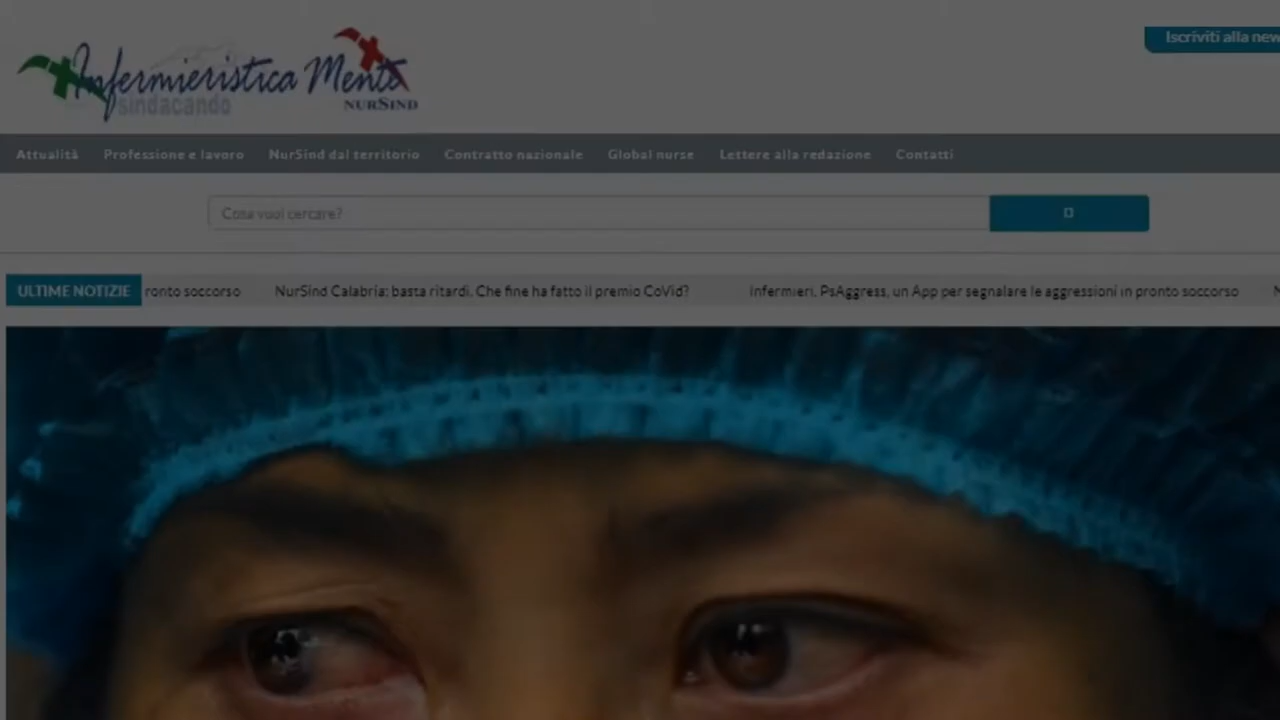 Infermieristica Mente
sindacando
NURSIND
Iscriviti alla new
Attualità Professione e lavoro NurSind dal territorio Contratto nazionale Global nurse Lettere alla redazione Contatti
Cosa vuoi cercare?
ULTIME NOTIZIE ronto soccorso NurSind Calabria: basta ritardi. Che fine ha fatto il premio CoVid? Infermieri. PsAggress, un App per segnalare le aggressioni in pronto soccorso N